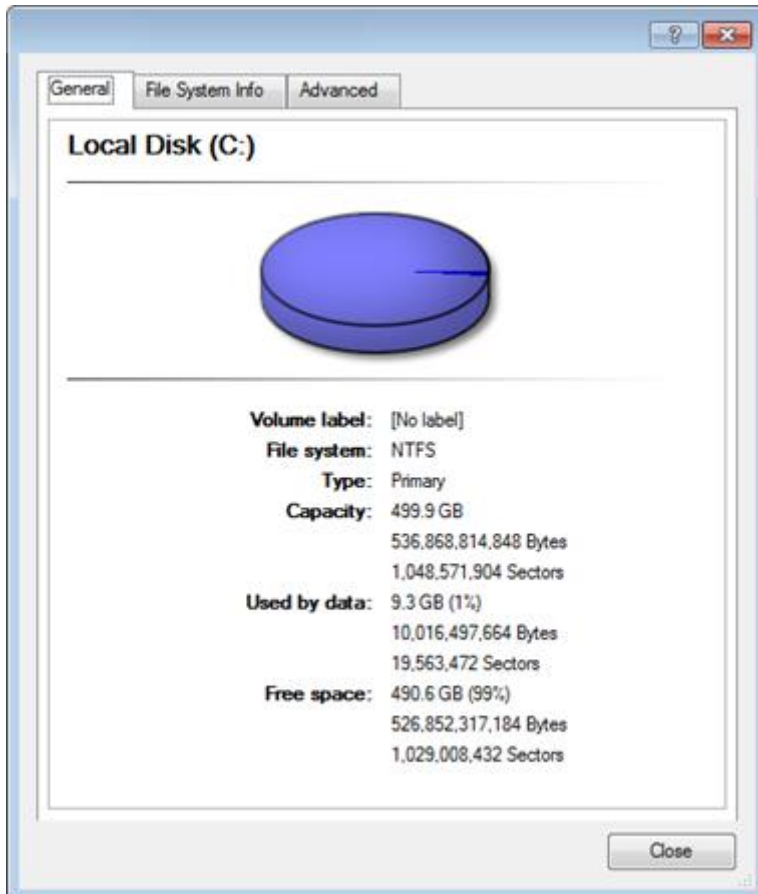 General File System Info Advanced
Local Disk (C:)
Volume label: [No label]
File system: NTFS
Type: Primary
Capacity: 499.9 GB
536,868,814,848 Bytes
1,048,571,904 Sectors
Used by data: 9.3 GB (1%)
10,016,497,664 Bytes
19,563,472 Sectors
Free space: 490.6 GB (99%)
526,852,317,184 Bytes
1,029,008,432 Sectors
Close